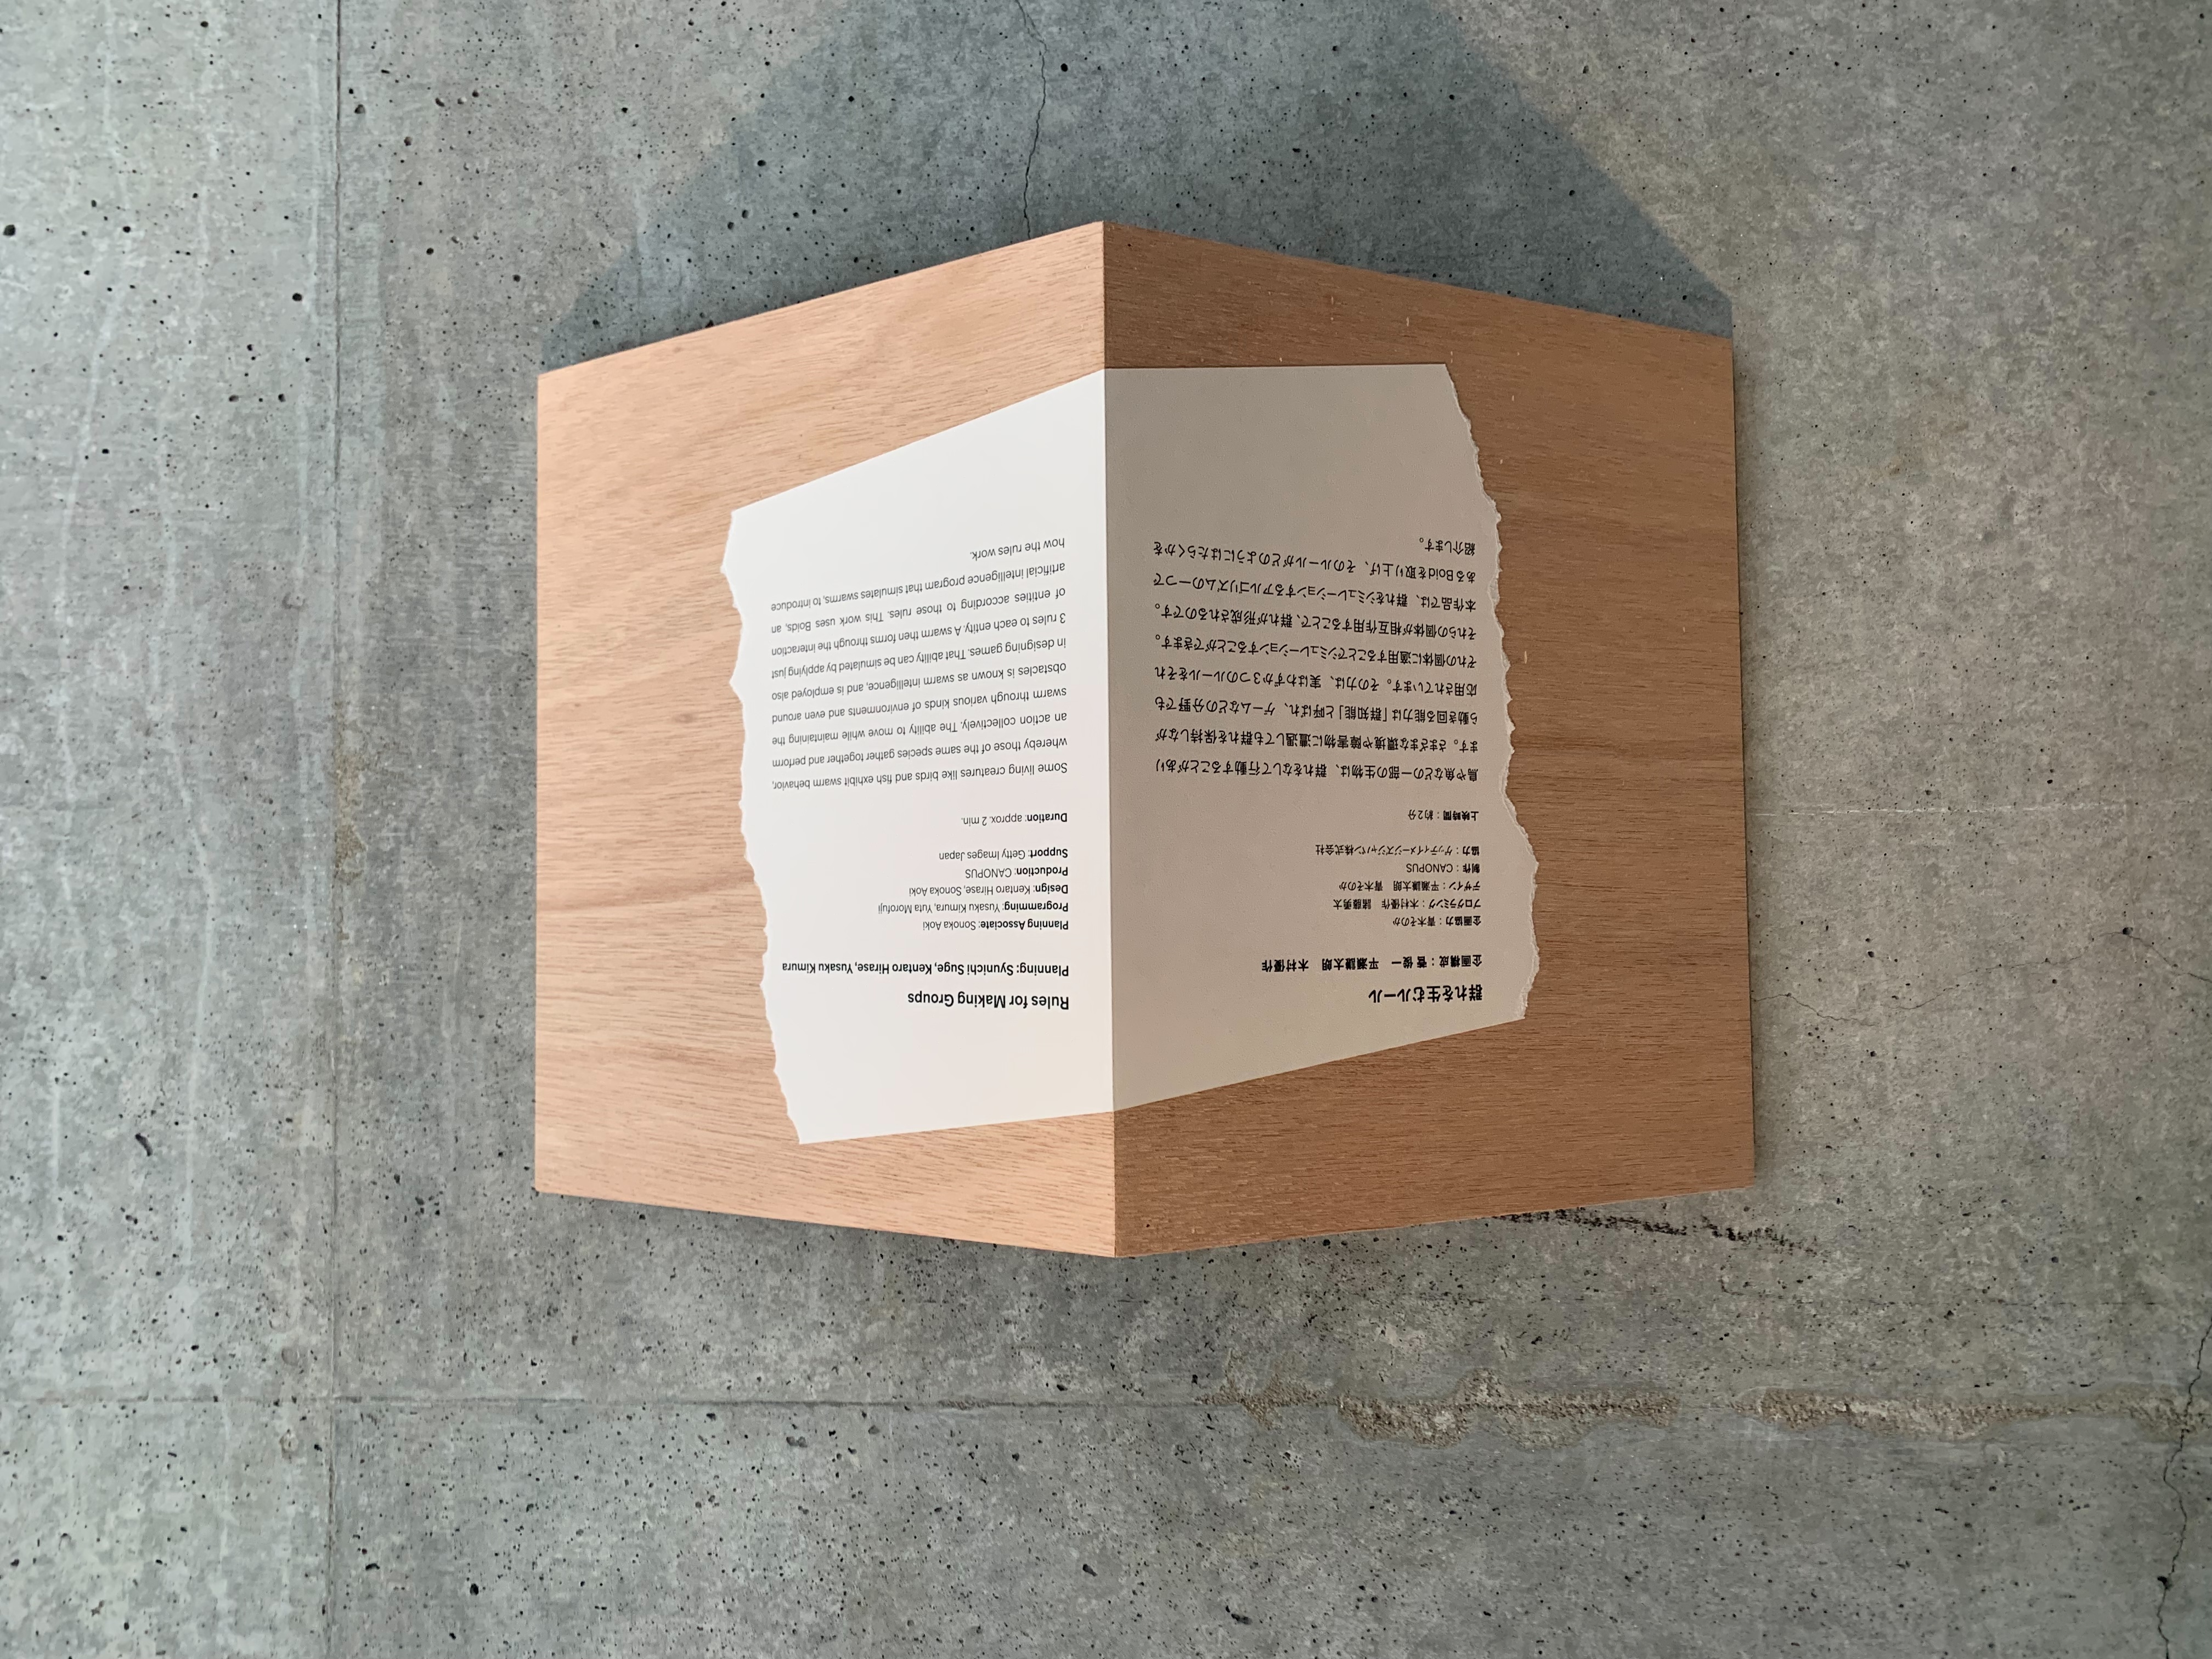 群れを生むルール
企画構成：菅 俊一　平瀬謙太朗　木村優作
企画協力：青木そのか
プログラミング：木村優作　諸藤勇太
デザイン：平瀬謙太朗　青木そのか
制作：CANOPUS
協力：ゲッティイメージズジャパン株式会社
上映時間：約2分
鳥や魚などの一部の生物は、群れをなして行動することがあり
ます。さまざまな環境や障害物に遭遇しても群れを保持しなが
ら動き回る能力は「群知能」と呼ばれ、ゲームなどの分野でも
応用されています。その力は、実はわずか3つのルールをそれ
ぞれの個体に適用することでシミュレーションすることができます。
それらの個体が相互作用することで、群れが形成されるのです。
本作品では、群れをシミュレーションするアルゴリズムの一つで
あるBoidを取り上げ、そのルールがどのようにはたらくかを
紹介します。
Rules for Making Groups
Planning: Syunichi Suge, Kentaro Hirase, Yusaku Kimura
Planning Associate: Sonoka Aoki
Programming: Yusaku Kimura, Yuta Morofuji
Design: Kentaro Hirase, Sonoka Aoki
Production: CANOPUS
Support: Getty Images Japan
Duration: approx. 2 min.
Some living creatures like birds and fish exhibit swarm behavior,
whereby those of the same species gather together and perform
an action collectively. The ability to move while maintaining the
swarm through various kinds of environments and even around
obstacles is known as swarm intelligence, and is employed also
in designing games. That ability can be simulated by applying just
3 rules to each entity. A swarm then forms through the interaction
of entities according to those rules. This work uses Boids, an
artificial intelligence program that simulates swarms, to introduce
how the rules work.